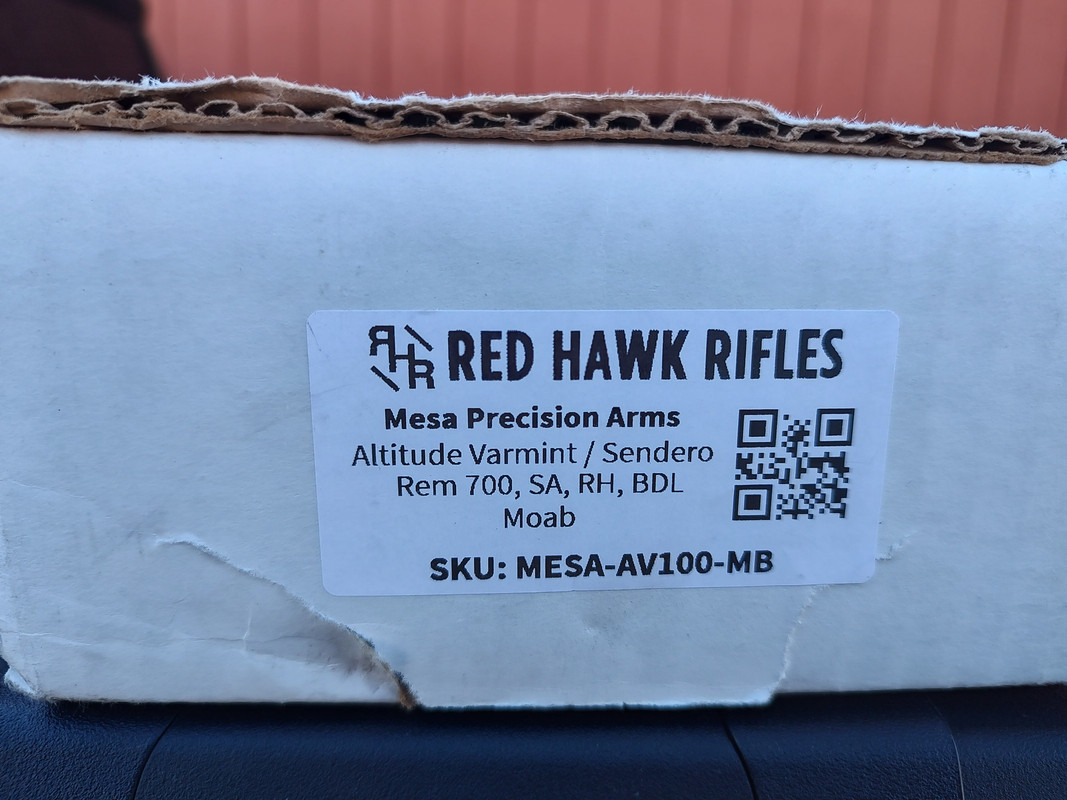 RHR RED HAWK RIFLES
Mesa Precision Arms
Altitude Varmint / Sendero
Rem 700, SA, RH, BDL
Moab
SKU: MESA-AV100-MB